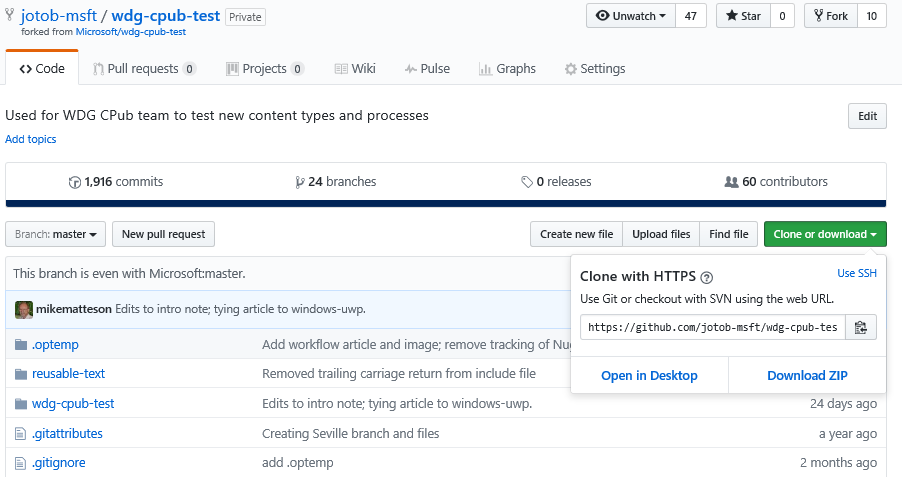 jotob-msft / wdg-cpub-test Private
Unwatch 47 Star 0 Fork 10
forked from Microsoft/wdg-cpub-test
Code Pull requests 0 Projects 0 Wiki Pulse Graphs Settings
Used for WDG CPub team to test new content types and processes
Edit
Add topics
1,916 commits 24 branches 0 releases 60 contributors
Branch: master New pull request Create new file Upload files Find file Clone or download
This branch is even with Microsoft:master.
Clone with HTTPS ? Use SSH
Use Git or checkout with SVN using the web URL.
mikematteson Edits to intro note; tying article to windows-uwp.
https://github.com/jotob-msft/wdg-cpub-tes
.optemp Add workflow article and image; remove tracking of
reusable-text Removed trailing carriage return from include file
Open in Desktop Download ZIP
wdg-cpub-test Edits to intro note; tying article to windows-uwp. 24 days ago
.gitattributes Creating Seville branch and files a year ago
.gitignore add .optemp 2 months ago